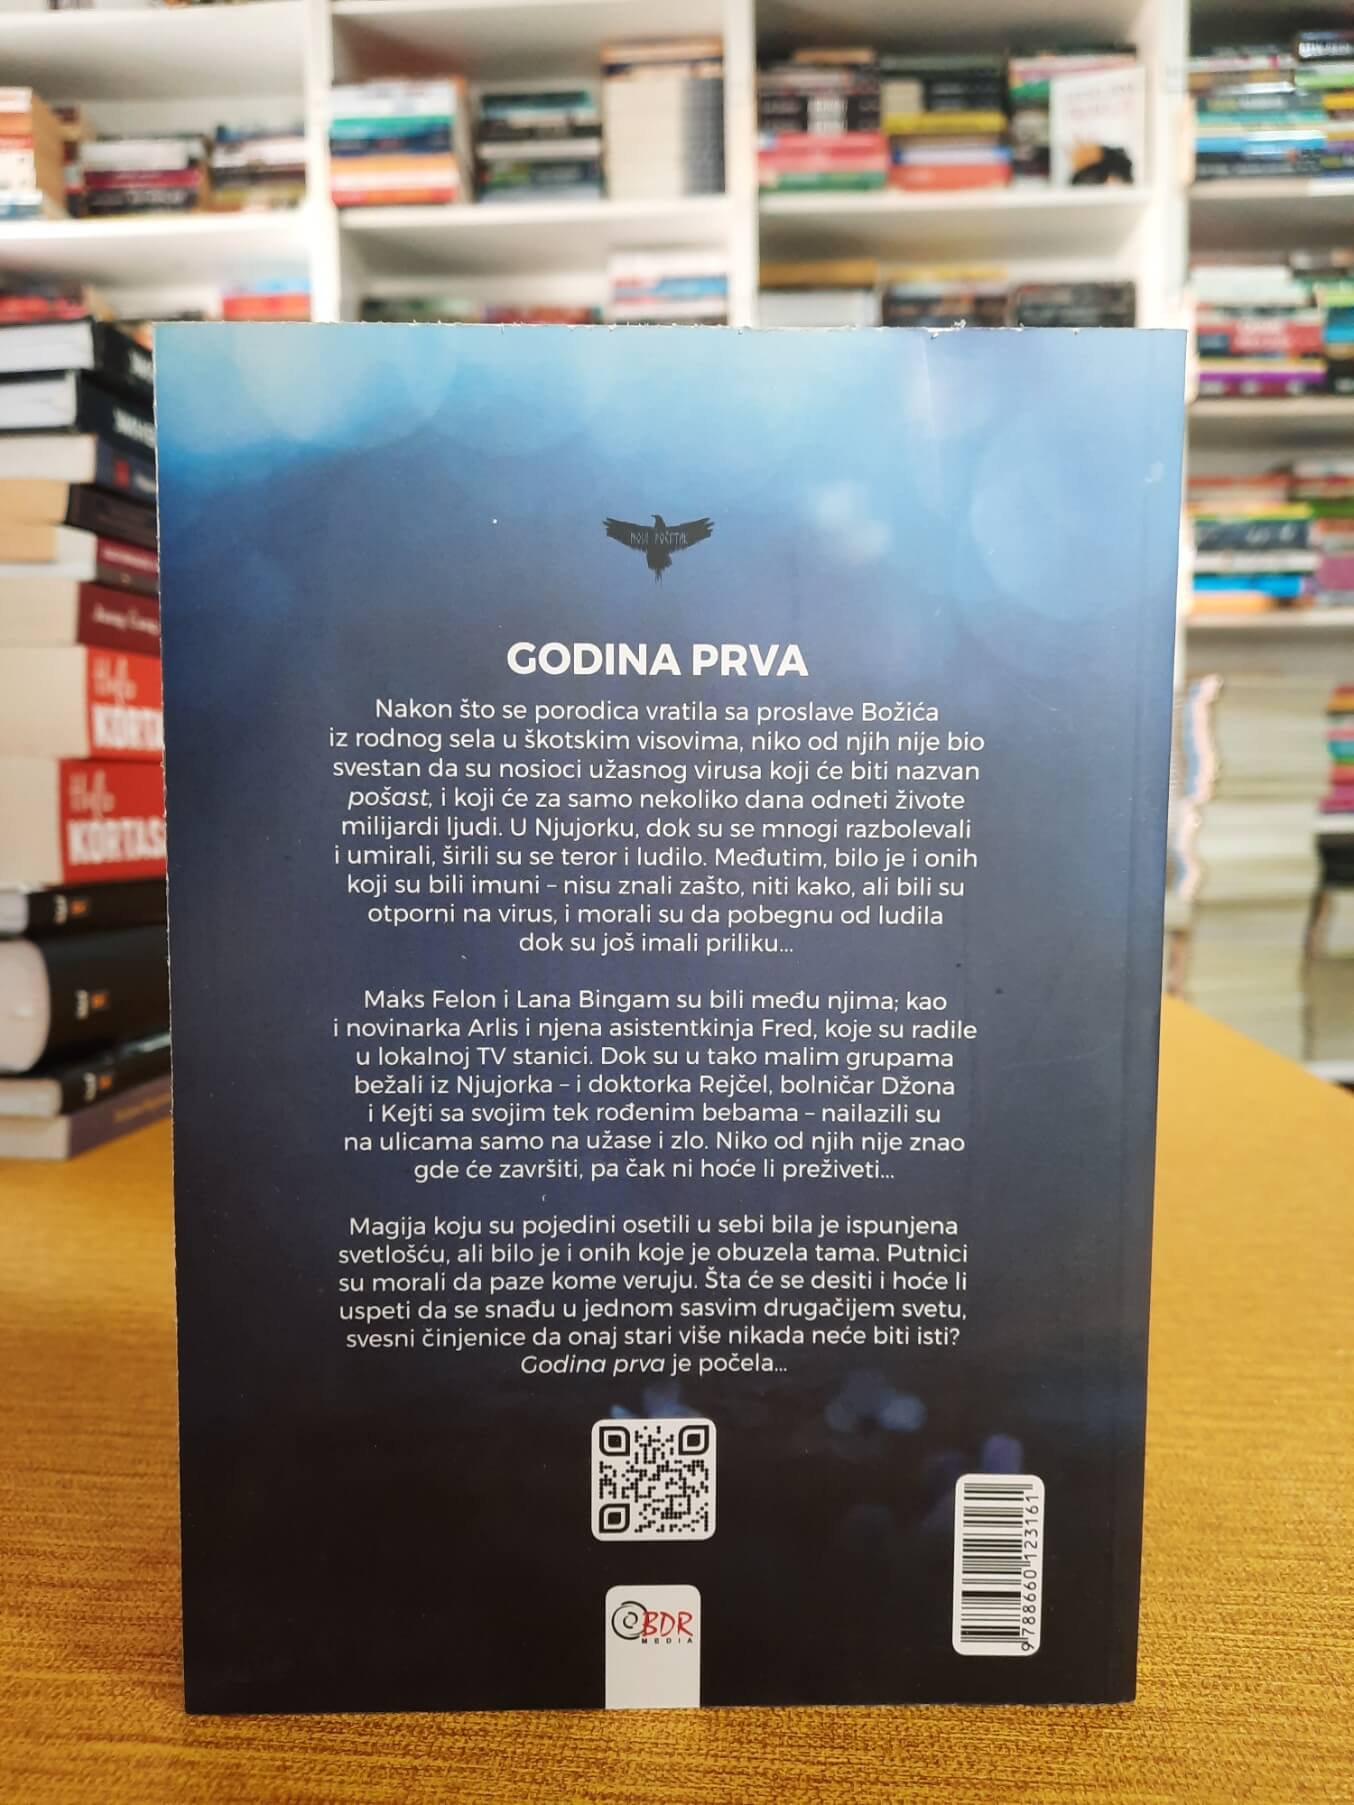 NOVI POČETAK
GODINA PRVA
Nakon što se porodica vratila sa proslave Božića
iz rodnog sela u škotskim visovima, niko od njih nije bio
svestan da su nosioci užasnog virusa koji će biti nazvan
pošast, i koji će za samo nekoliko dana odneti živote
milijardi ljudi. U Njujorku, dok su se mnogi razbolevali
i umirali, širili su se teror i ludilo. Međutim, bilo je i onih
koji su bili imuni – nisu znali zašto, niti kako, ali bili su
otporni na virus, i morali su da pobegnu od ludila
dok su još imali priliku...
Maks Felon i Lana Bingam su bili među njima; kao
i novinarka Arlis i njena asistentkinja Fred, koje su radile
u lokalnoj TV stanici. Dok su u tako malim grupama
bežali iz Njujorka – i doktorka Rejčel, bolničar Džona
i Kejti sa svojim tek rođenim bebama – nailazili su
na ulicama samo na užase i zlo. Niko od njih nije znao
gde će završiti, pa čak ni hoće li preživeti...
Magija koju su pojedini osetili u sebi bila je ispunjena
svetlošću, ali bilo je i onih koje je obuzela tama. Putnici
su morali da paze kome veruju. Šta će se desiti i hoće li
uspeti da se snađu u jednom sasvim drugačijem svetu,
svesni činjenice da onaj stari više nikada neće biti isti?
Godina prva je počela...
BDR
MEDIA
9788660123161
KORTAS